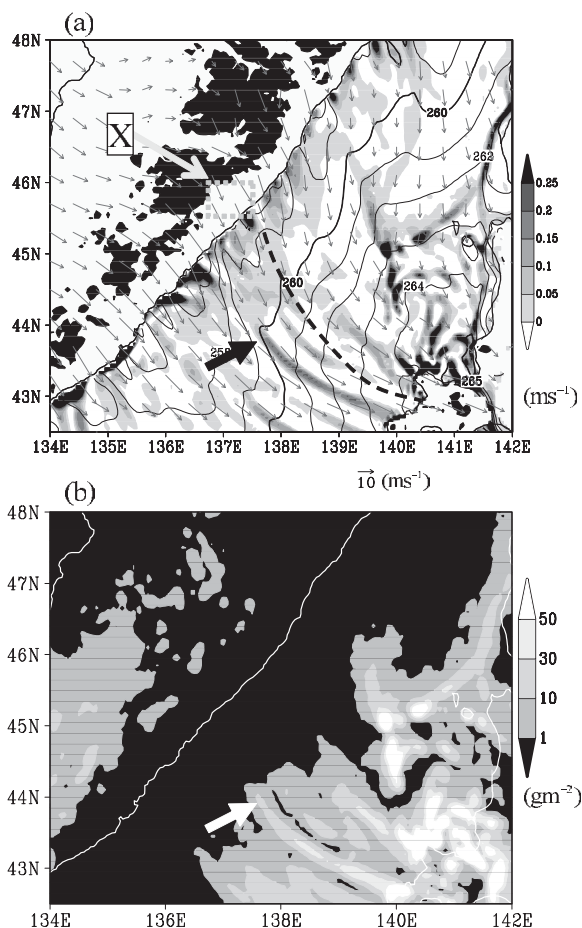 (a)
48N
47N
46N
45N
44N
43N
X
260
262
260
264
265
0.25
0.2
0.15
0.1
0.05
0
(ms⁻¹)
134E 135E 136E 137E 138E 139E 140E 141E 142E
10 (ms⁻¹)
(b)
48N
47N
46N
45N
44N
43N
50
30
10
1
(gm⁻²)
134E 136E 138E 140E 142E